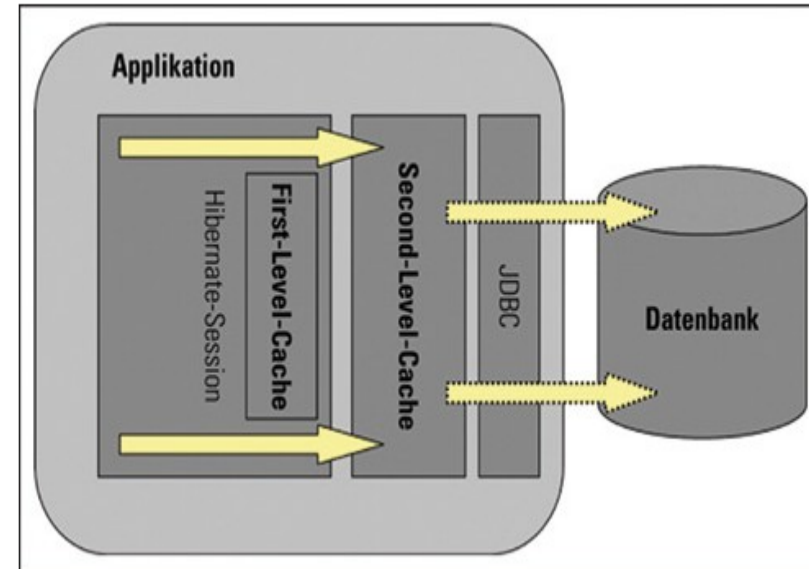 Applikation
Hibernate-Session
First-Level-Cache
Second-Level-Cache
JDBC
Datenbank